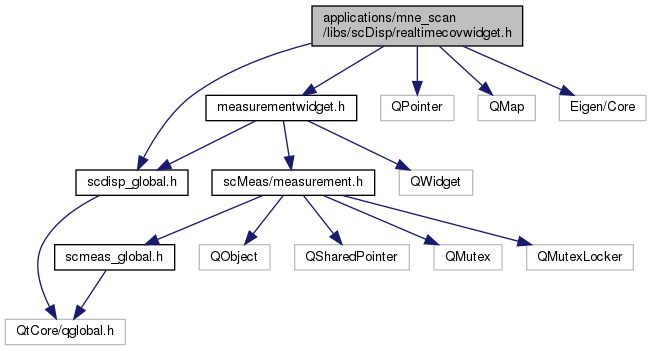 applications/mne_scan
/libs/scDisp/realtimecovwidget.h
measurementwidget.h
QPointer
QMap
Eigen/Core
scdisp_global.h
scMeas/measurement.h
QWidget
scmeas_global.h
QObject
QSharedPointer
QMutex
QMutexLocker
QtCore/qglobal.h